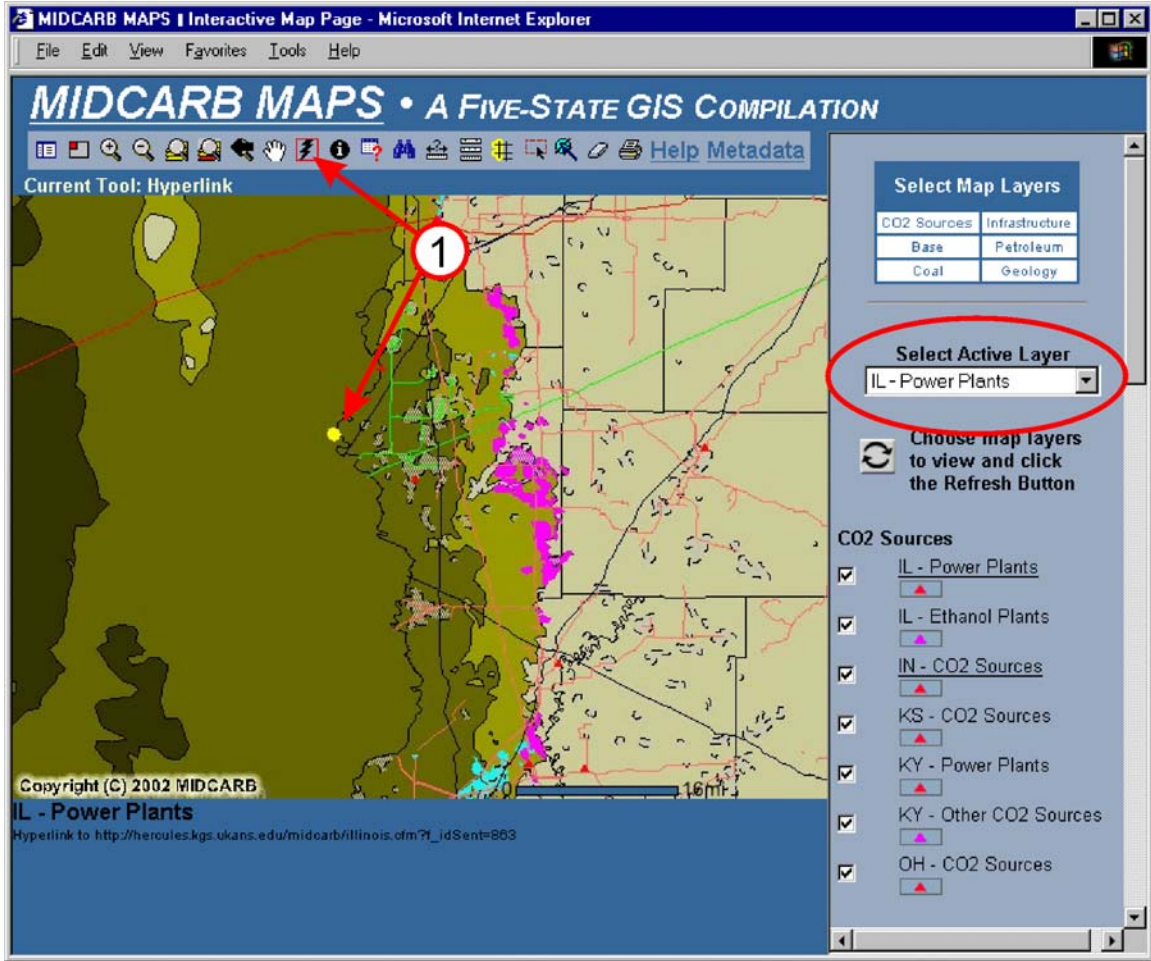 MIDCARB MAPS || Interactive Map Page - Microsoft Internet Explorer
File Edit View Favorites Tools Help
MIDCARB MAPS • A FIVE-STATE GIS COMPILATION
Help Metadata
Current Tool: Hyperlink
1
Copyright (C) 2002 MIDCARB
0 16mi
IL - Power Plants
Hyperlink to http://hercules.kgs.ukans.edu/midcarb/illinois.cfm?f_idSent=863
Select Map Layers
CO2 Sources Infrastructure
Base Petroleum
Coal Geology
Select Active Layer
IL - Power Plants
Choose map layers
to view and click
the Refresh Button
CO2 Sources
IL - Power Plants
IL - Ethanol Plants
IN - CO2 Sources
KS - CO2 Sources
KY - Power Plants
KY - Other CO2 Sources
OH - CO2 Sources